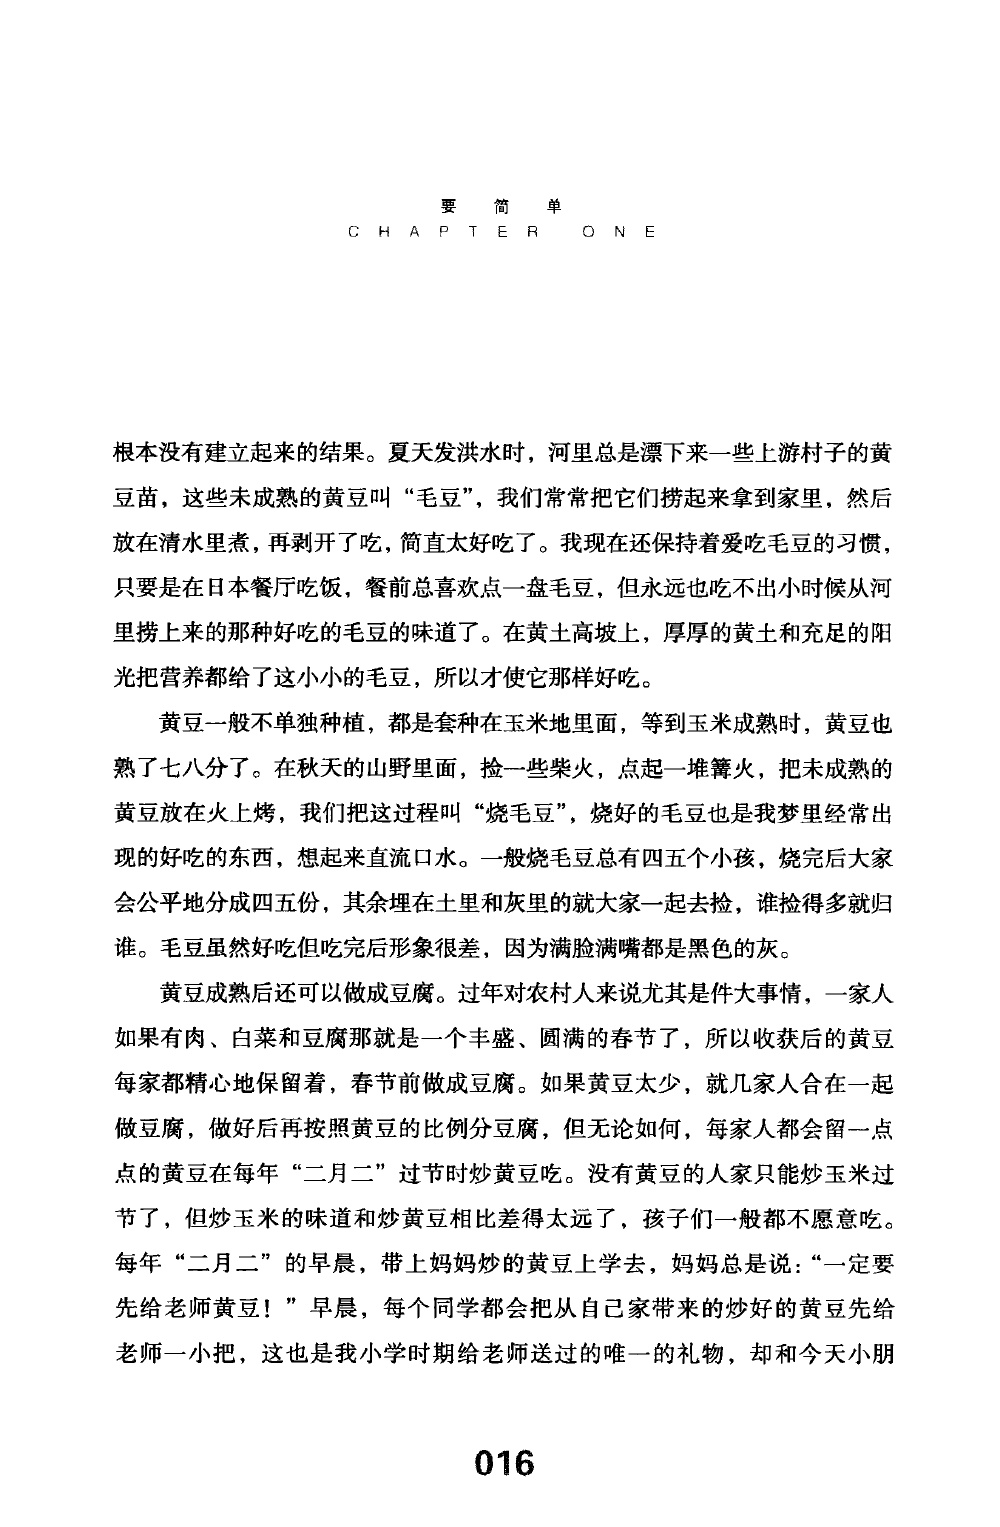 要 简 单
CHAPTER ONE
根本没有建立起来的结果。夏天发洪水时，河里总是漂下来一些上游村子的黄
豆苗，这些未成熟的黄豆叫“毛豆”，我们常常把它们捞起来拿到家里，然后
放在清水里煮，再剥开了吃，简直太好吃了。我现在还保持着爱吃毛豆的习惯，
只要是在日本餐厅吃饭，餐前总喜欢点一盘毛豆，但永远也吃不出小时候从河
里捞上来的那种好吃的毛豆的味道了。在黄土高坡上，厚厚的黄土和充足的阳
光把营养都给了这小小的毛豆，所以才使它那样好吃。
黄豆一般不单独种植，都是套种在玉米地里面，等到玉米成熟时，黄豆也
熟了七八分了。在秋天的山野里面，捡一些柴火，点起一堆篝火，把未成熟的
黄豆放在火上烤，我们把这过程叫“烧毛豆”，烧好的毛豆也是我梦里经常出
现的好吃的东西，想起来直流口水。一般烧毛豆总有四五个小孩，烧完后大家
会公平地分成四五份，其余埋在土里和灰里的就大家一起去捡，谁捡得多就归
谁。毛豆虽然好吃但吃完后形象很差，因为满脸满嘴都是黑色的灰。
黄豆成熟后还可以做成豆腐。过年对农村人来说尤其是件大事情，一家人
如果有肉、白菜和豆腐那就是一个丰盛、圆满的春节了，所以收获后的黄豆
每家都精心地保留着，春节前做成豆腐。如果黄豆太少，就几家人合在一起
做豆腐，做好后再按照黄豆的比例分豆腐，但无论如何，每家人都会留一点
点的黄豆在每年“二月二”过节时炒黄豆吃。没有黄豆的人家只能炒玉米过
节了，但炒玉米的味道和炒黄豆相比差得太远了，孩子们一般都不愿意吃。
每年“二月二”的早晨，带上妈妈炒的黄豆上学去，妈妈总是说：“一定要
先给老师黄豆！”早晨，每个同学都会把从自己家带来的炒好的黄豆先给
老师一小把，这也是我小学时期给老师送过的唯一的礼物，却和今天小朋
016